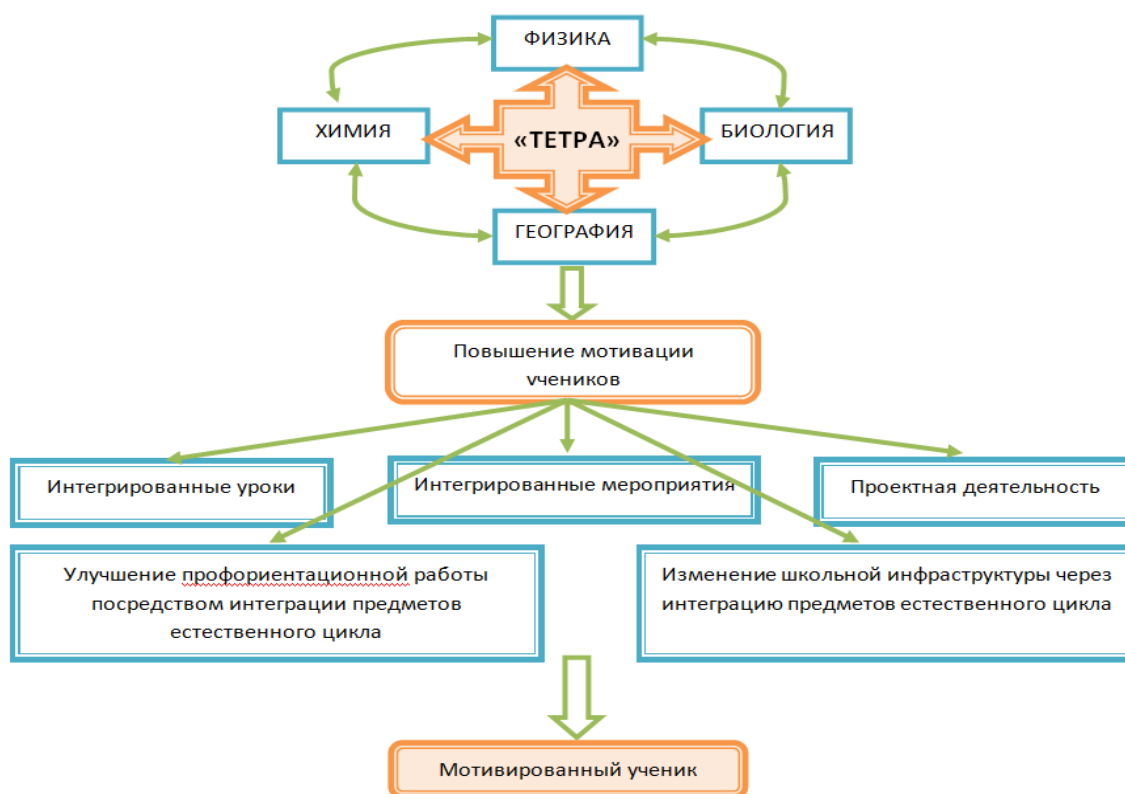 ФИЗИКА
ХИМИЯ
«ТЕТРА»
БИОЛОГИЯ
ГЕОГРАФИЯ
Повышение мотивации
учеников
Интегрированные уроки
Интегрированные мероприятия
Проектная деятельность
Улучшение профориентационной работы
посредством интеграции предметов
естественного цикла
Изменение школьной инфраструктуры через
интеграцию предметов естественного цикла
Мотивированный ученик